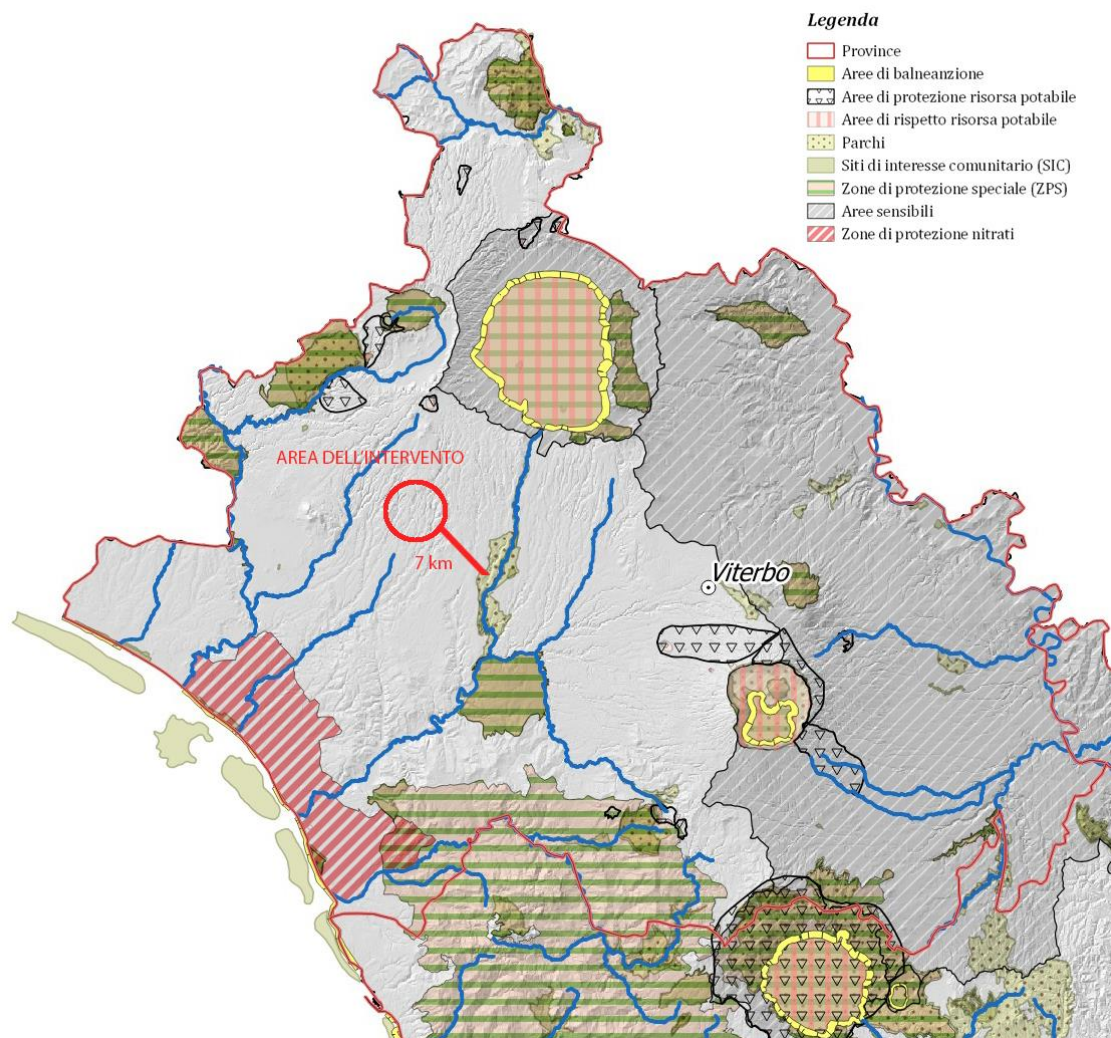 Legenda
Province
Aree di balneanzione
Aree di protezione risorsa potabile
Aree di rispetto risorsa potabile
Parchi
Siti di interesse comunitario (SIC)
Zone di protezione speciale (ZPS)
Aree sensibili
Zone di protezione nitrati
AREA DELL'INTERVENTO
7 km
Viterbo